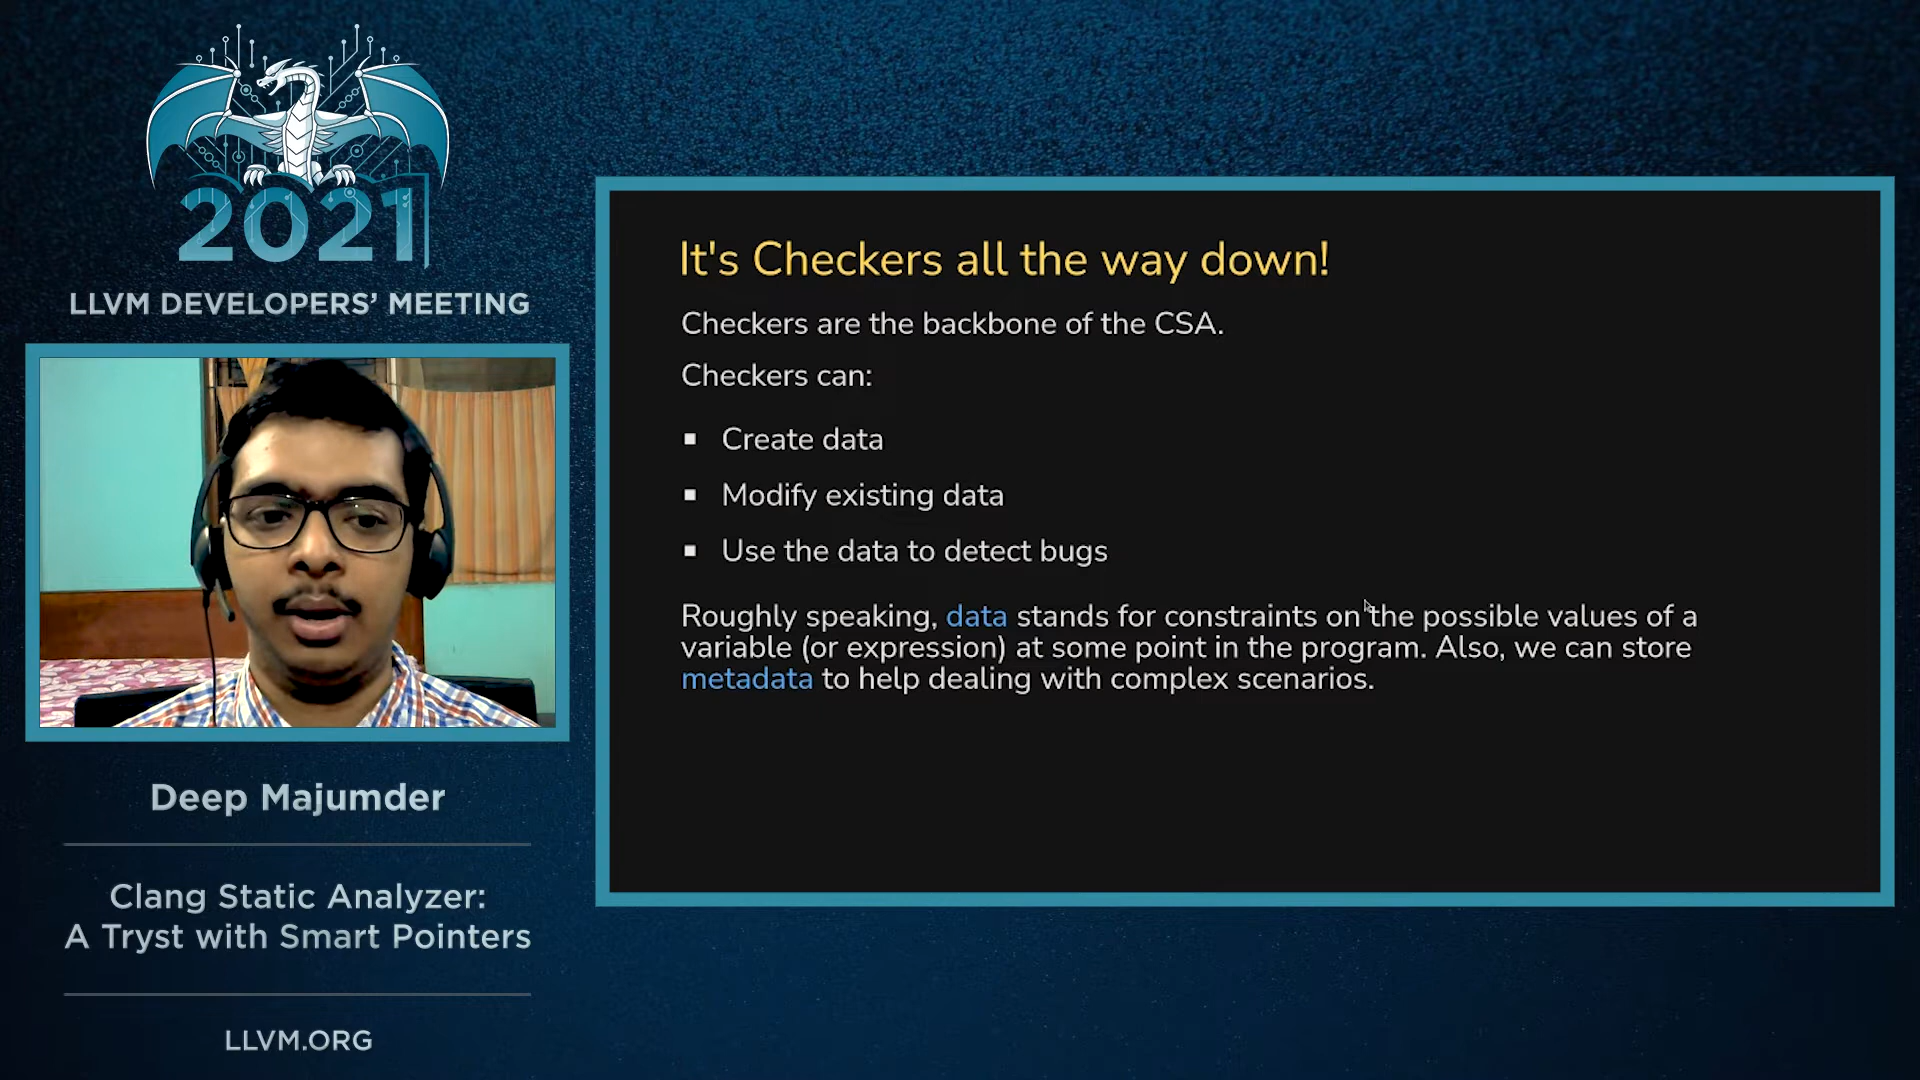 2021
LLVM DEVELOPERS’ MEETING
Deep Majumder
Clang Static Analyzer:
A Tryst with Smart Pointers
LLVM.ORG
It's Checkers all the way down!
Checkers are the backbone of the CSA.
Checkers can:
▪ Create data
▪ Modify existing data
▪ Use the data to detect bugs
Roughly speaking, data stands for constraints on the possible values of a
variable (or expression) at some point in the program. Also, we can store
metadata to help dealing with complex scenarios.